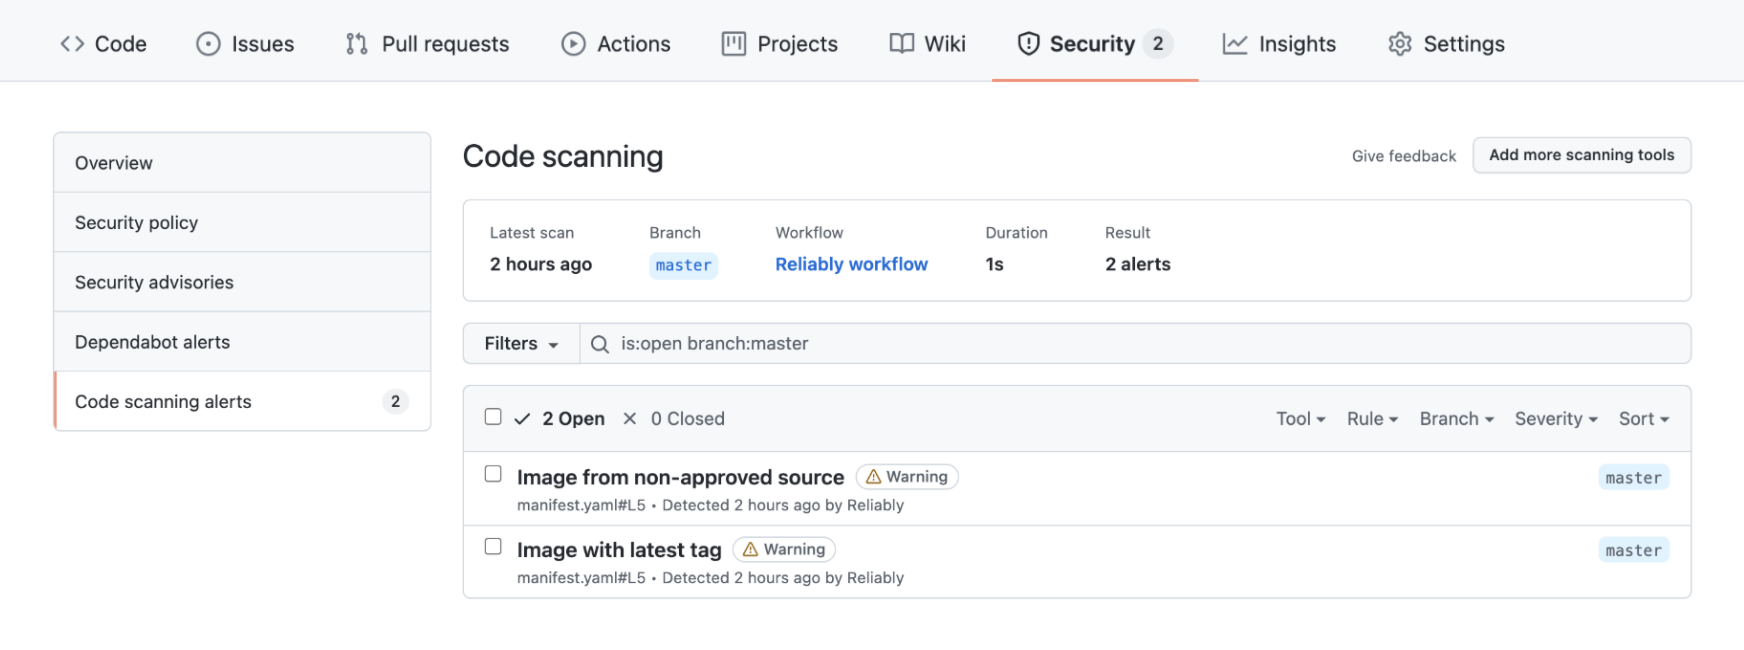 Code Issues Pull requests Actions Projects Wiki Security 2 Insights Settings
Overview
Security policy
Security advisories
Dependabot alerts
Code scanning alerts 2
Code scanning
Give feedback Add more scanning tools
Latest scan Branch Workflow Duration Result
2 hours ago master Reliably workflow 1s 2 alerts
Filters is:open branch:master
2 Open 0 Closed Tool Rule Branch Severity Sort
Image from non-approved source Warning master
manifest.yaml#L5 • Detected 2 hours ago by Reliably
Image with latest tag Warning master
manifest.yaml#L5 • Detected 2 hours ago by Reliably